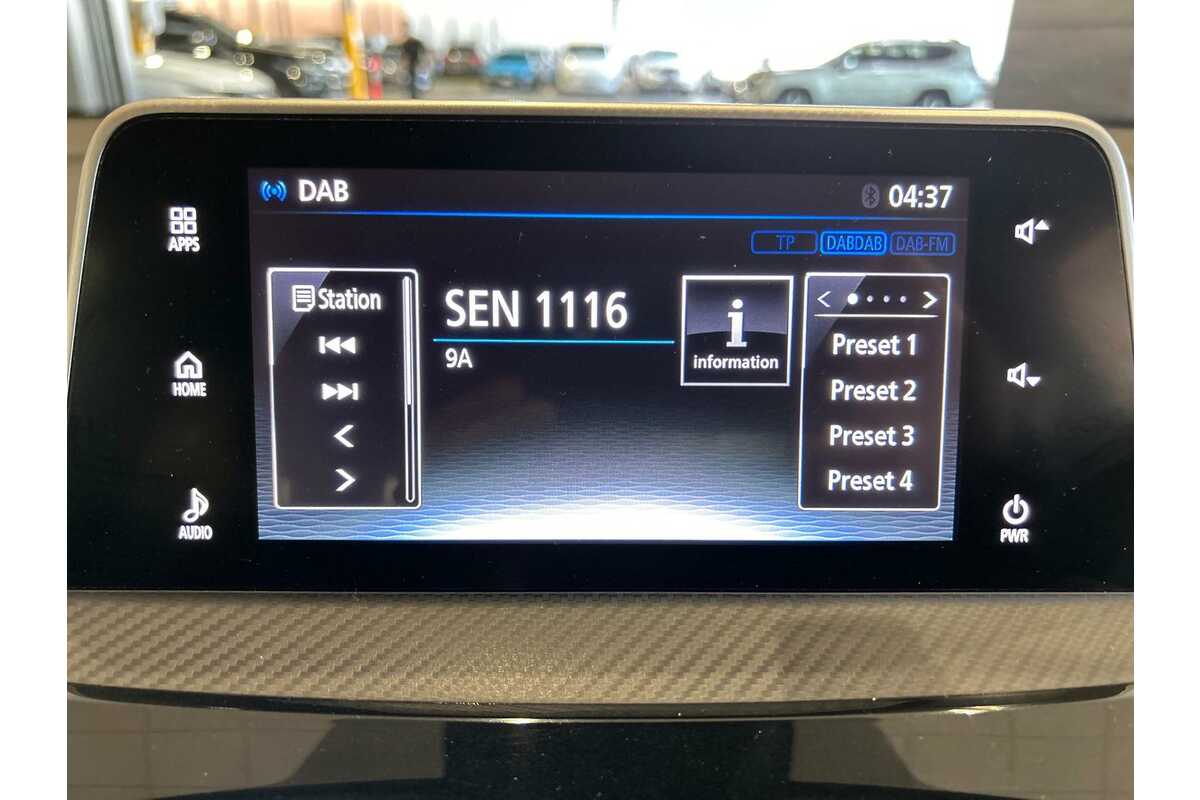 DAB
04:37
TP DABDAB DAB-FM
APPS
HOME
AUDIO
Station
SEN 1116
9A
i
information
Preset 1
Preset 2
Preset 3
Preset 4
PWR